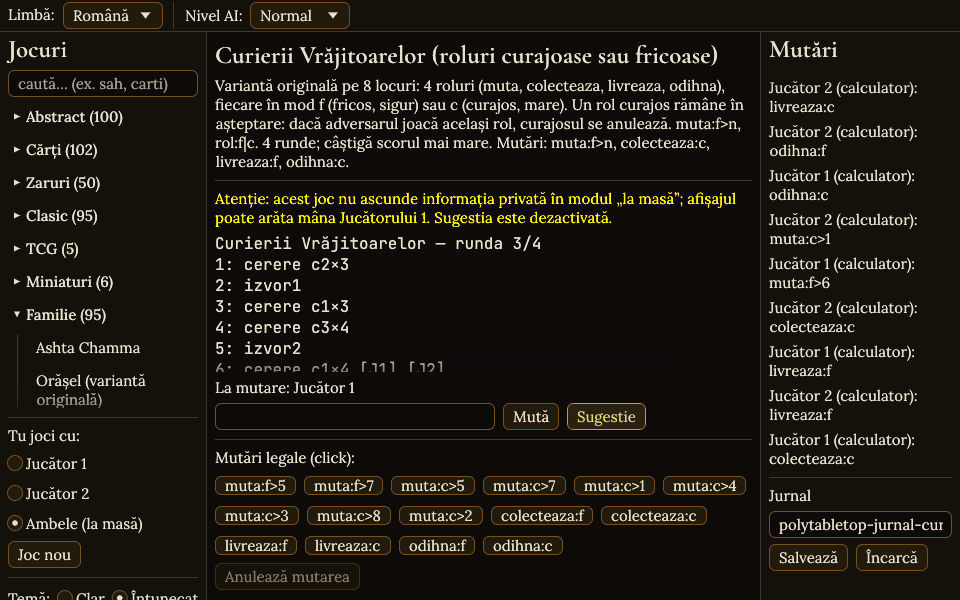 Limbă: Română Nivel AI: Normal
Jocuri
caută... (ex. sah, carti)
Abstract (100)
Cărți (102)
Zaruri (50)
Clasic (95)
TCG (5)
Miniaturi (6)
Familie (95)
Ashta Chamma
Orășel (variantă
originală)
Tu joci cu:
Jucător 1
Jucător 2
Ambele (la masă)
Joc nou
Temă: Clar Întunecat
Curierii Vrăjitoarelor (roluri curajoase sau fricoase)
Variantă originală pe 8 locuri: 4 roluri (muta, colecteaza, livreaza, odihna),
fiecare în mod f (fricos, sigur) sau c (curajos, mare). Un rol curajos rămâne în
așteptare: dacă adversarul joacă același rol, curajosul se anulează. muta:f>n,
rol:f|c. 4 runde; câștigă scorul mai mare. Mutări: muta:f>n, colecteaza:c,
livreaza:f, odihna:c.
Atenție: acest joc nu ascunde informația privată în modul „la masă”; afișajul
poate arăta mâna Jucătorului 1. Sugestia este dezactivată.
Curierii Vrăjitoarelor — runda 3/4
1: cerere c2×3
2: izvor1
3: cerere c1×3
4: cerere c3×4
5: izvor2
6: cerere c1×4 [J1] [J2]
La mutare: Jucător 1
Mută Sugestie
Mutări legale (click):
muta:f>5 muta:f>7 muta:c>5 muta:c>7 muta:c>1 muta:c>4
muta:c>3 muta:c>8 muta:c>2 colecteaza:f colecteaza:c
livreaza:f livreaza:c odihna:f odihna:c
Anulează mutarea
Mutări
Jucător 2 (calculator):
livreaza:c
Jucător 2 (calculator):
odihna:f
Jucător 1 (calculator):
odihna:c
Jucător 2 (calculator):
muta:c>1
Jucător 1 (calculator):
muta:f>6
Jucător 2 (calculator):
colecteaza:c
Jucător 1 (calculator):
livreaza:f
Jucător 2 (calculator):
livreaza:f
Jucător 1 (calculator):
colecteaza:c
Jurnal
polytabletop-jurnal-cur
Salvează Încarcă